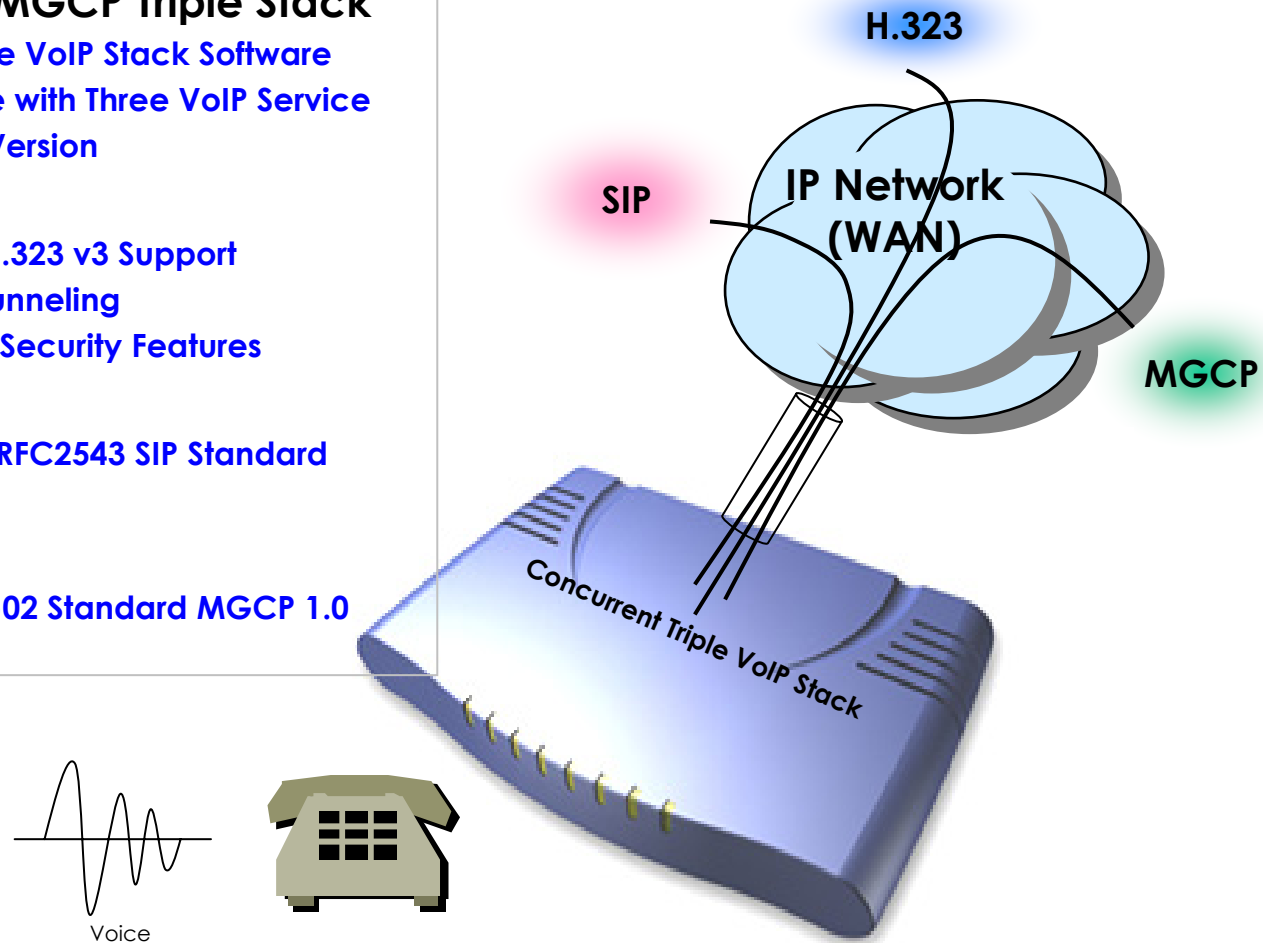 MGCP Triple Stack
e VoIP Stack Software
e with Three VoIP Service
Version
.323 v3 Support
unneling
Security Features
RFC2543 SIP Standard
02 Standard MGCP 1.0
H.323
SIP
IP Network
(WAN)
MGCP
Concurrent Triple VoIP Stack
Voice